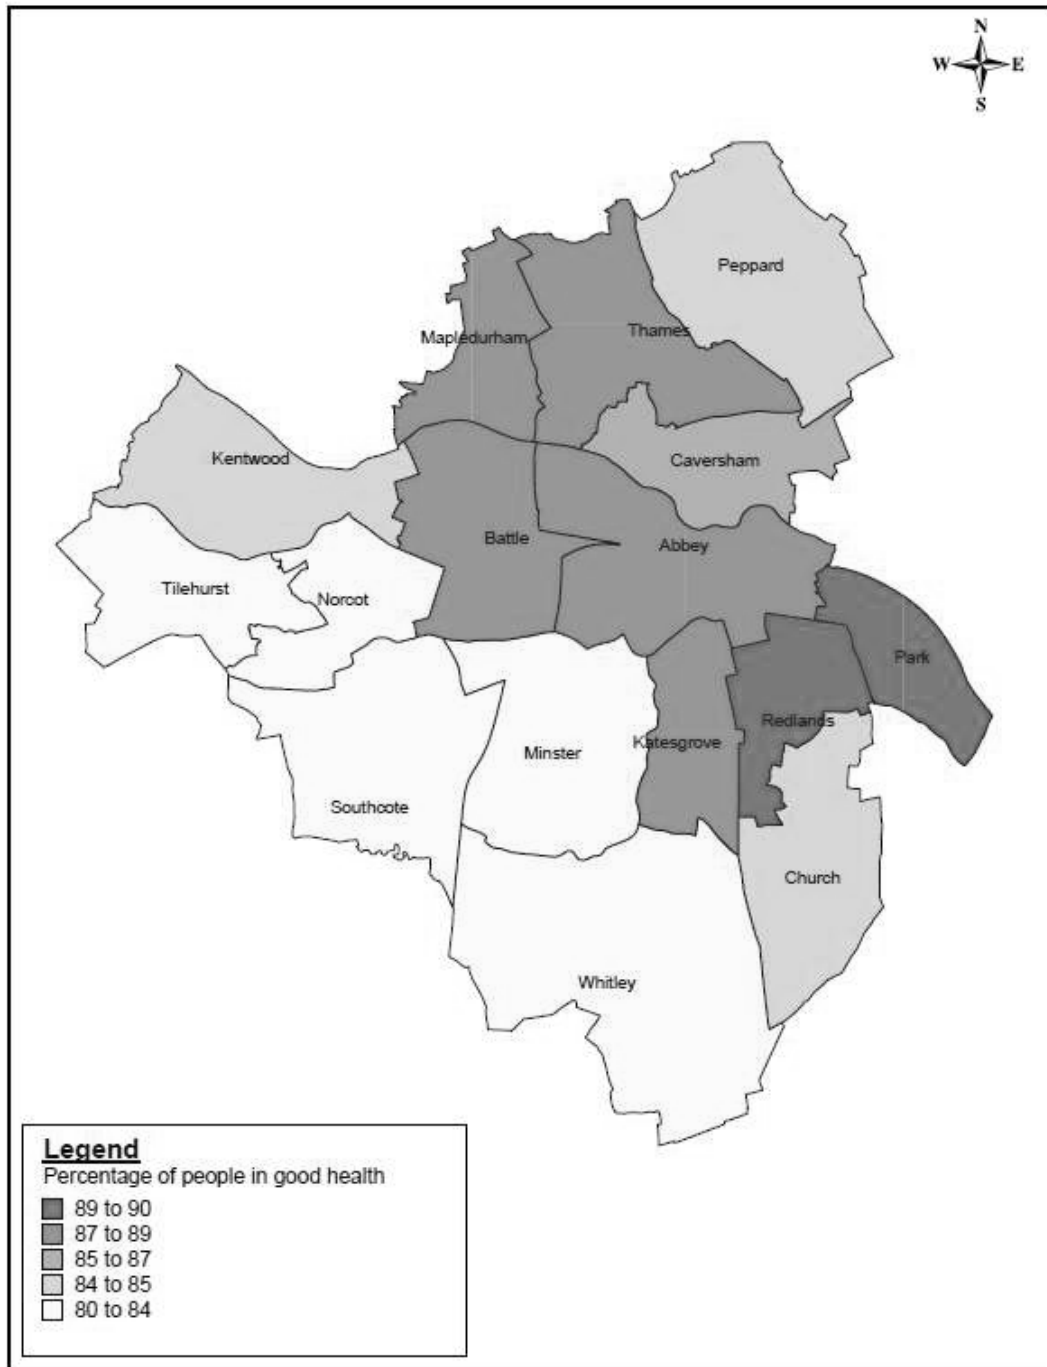 N
W E
S
Peppard
Thames
Mapledurham
Kentwood
Caversham
Battle
Abbey
Tilehurst
Norcot
Park
Redlands
Katesgrove
Minster
Southcote
Church
Whitley
Legend
Percentage of people in good health
89 to 90
87 to 89
85 to 87
84 to 85
80 to 84